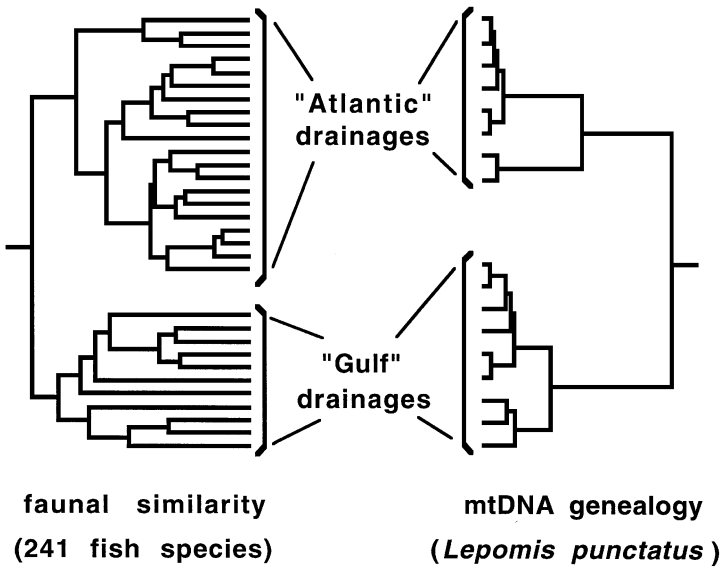 "Atlantic"
drainages
"Gulf"
drainages
faunal similarity
(241 fish species)
mtDNA genealogy
(Lepomis punctatus)